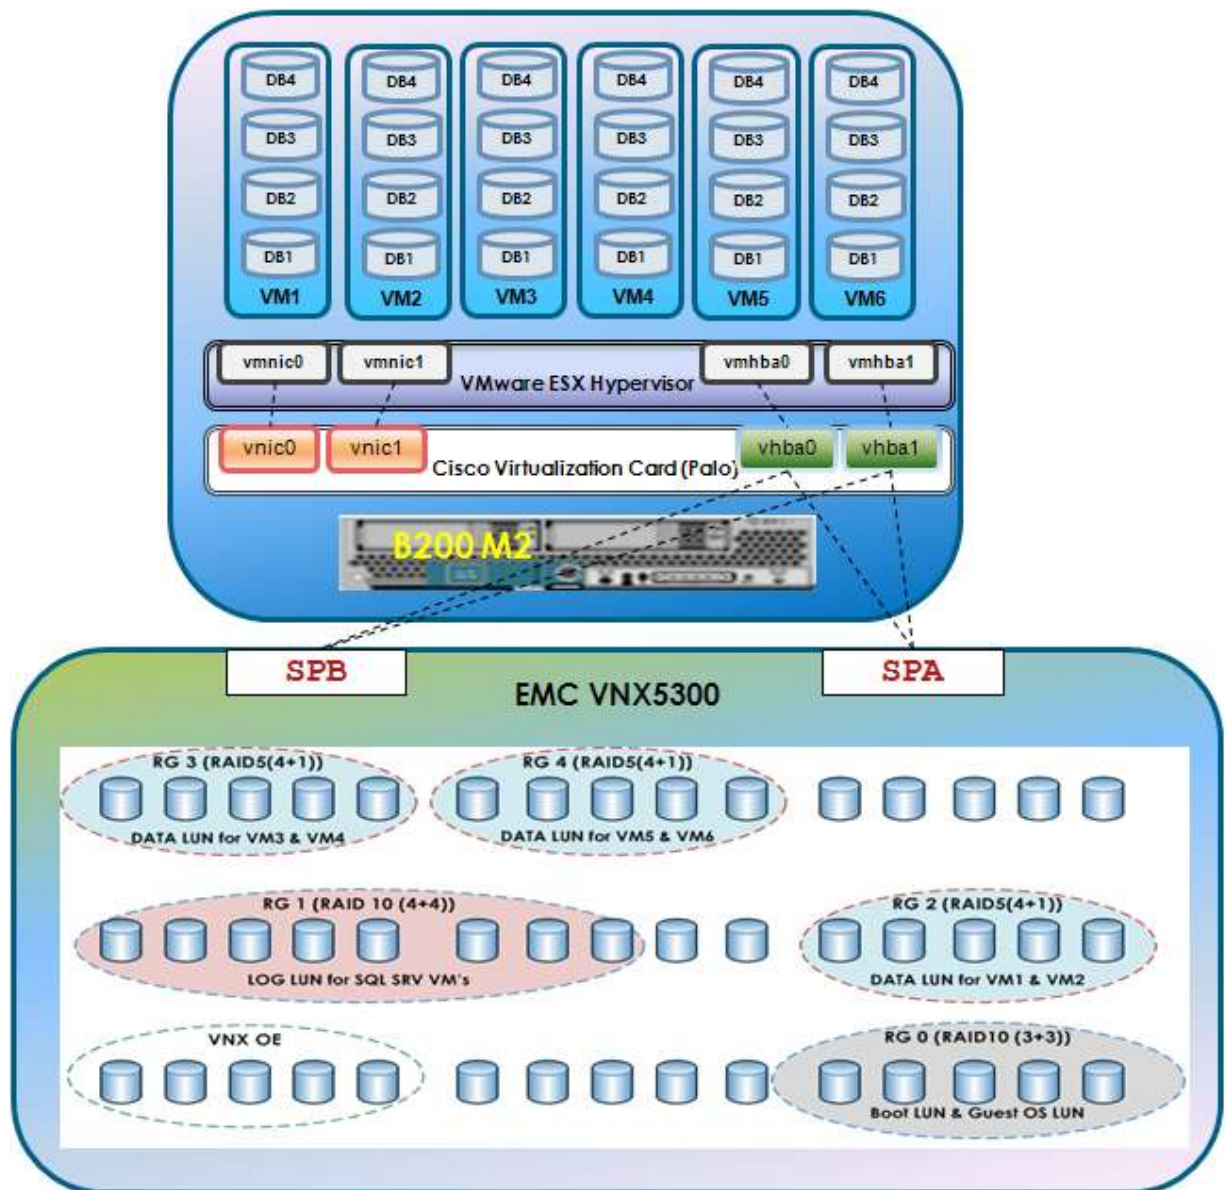 DB4 DB4 DB4 DB4 DB4 DB4
DB3 DB3 DB3 DB3 DB3 DB3
DB2 DB2 DB2 DB2 DB2 DB2
DB1 DB1 DB1 DB1 DB1 DB1
VM1 VM2 VM3 VM4 VM5 VM6
vmnic0 vmnic1 vmhba0 vmhba1
VMware ESX Hypervisor
vnic0 vnic1 vhba0 vhba1
Cisco Virtualization Card (Palo)
B200 M2
SPB SPA
EMC VNX5300
RG 3 (RAID5(4+1)) RG 4 (RAID5(4+1))
DATA LUN for VM3 & VM4 DATA LUN for VM5 & VM6
RG 1 (RAID 10 (4+4)) RG 2 (RAID5(4+1))
LOG LUN for SQL SRV VM's DATA LUN for VM1 & VM2
VNX OE RG 0 (RAID10 (3+3))
Boot LUN & Guest OS LUN